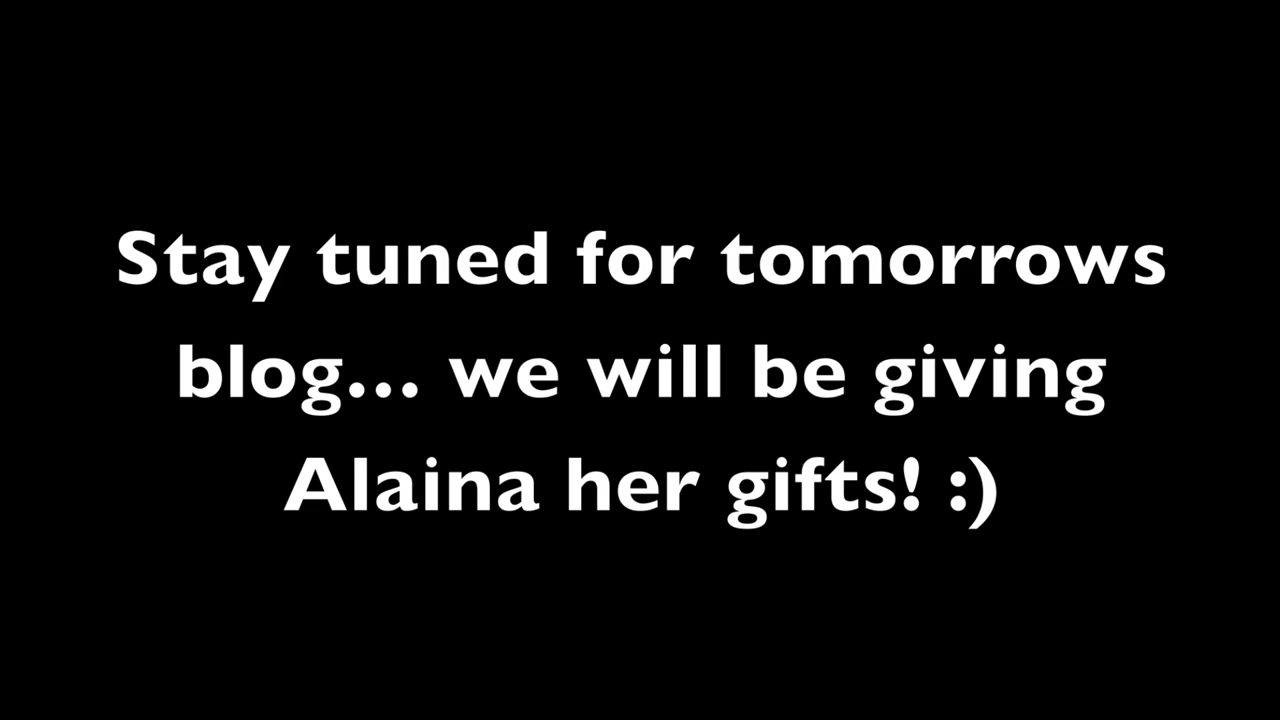 Stay tuned for tomorrows
blog... we will be giving
Alaina her gifts! :)